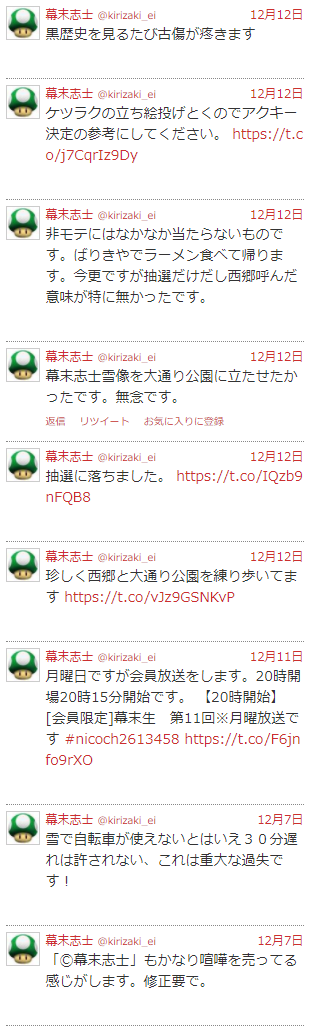 幕末志士 @kirizaki_ei 12月12日
黒歴史を見るたび古傷が疼きます
幕末志士 @kirizaki_ei 12月12日
ケツラクの立ち絵投げとくのでアクキー
決定の参考にしてください。 https://t.c
o/j7CqrIz9Dy
幕末志士 @kirizaki_ei 12月12日
非モテにはなかなか当たらないもので
す。ばりきやでラーメン食べて帰りま
す。今更ですが抽選だけだし西郷呼んだ
意味が特に無かったです。
幕末志士 @kirizaki_ei 12月12日
幕末志士雪像を大通り公園に立たせたか
ったです。無念です。
返信 リツイート お気に入りに登録
幕末志士 @kirizaki_ei 12月12日
抽選に落ちました。 https://t.co/IQzb9
nFQB8
幕末志士 @kirizaki_ei 12月12日
珍しく西郷と大通り公園を練り歩いてま
す https://t.co/vJz9GSNKvP
幕末志士 @kirizaki_ei 12月11日
月曜日ですが会員放送をします。20時開
場20時15分開始です。 【20時開始】
[会員限定]幕末生　第11回※月曜放送で
す #nicoch2613458 https://t.co/F6jn
fo9rXO
幕末志士 @kirizaki_ei 12月7日
雪で自転車が使えないとはいえ３０分遅
れは許されない、これは重大な過失で
す！
幕末志士 @kirizaki_ei 12月7日
「©幕末志士」もかなり喧嘩を売ってる
感じがします。修正要で。